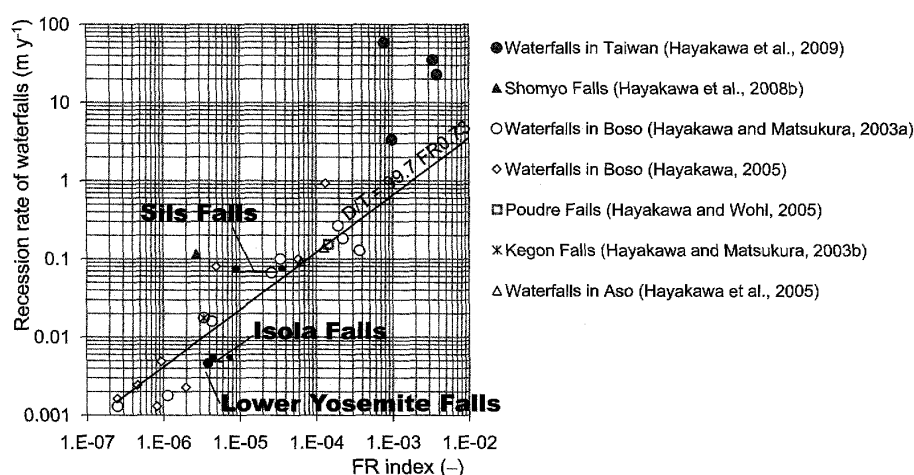 Recession rate of waterfalls (m y⁻¹)
100
10
1
0.1
0.01
0.001
1.E-07 1.E-06 1.E-05 1.E-04 1.E-03 1.E-02
FR index (–)
D/T = 99.7 FR0.73
Sils Falls
Isola Falls
Lower Yosemite Falls
Waterfalls in Taiwan (Hayakawa et al., 2009)
Shomyo Falls (Hayakawa et al., 2008b)
Waterfalls in Boso (Hayakawa and Matsukura, 2003a)
Waterfalls in Boso (Hayakawa, 2005)
Poudre Falls (Hayakawa and Wohl, 2005)
Kegon Falls (Hayakawa and Matsukura, 2003b)
Waterfalls in Aso (Hayakawa et al., 2005)